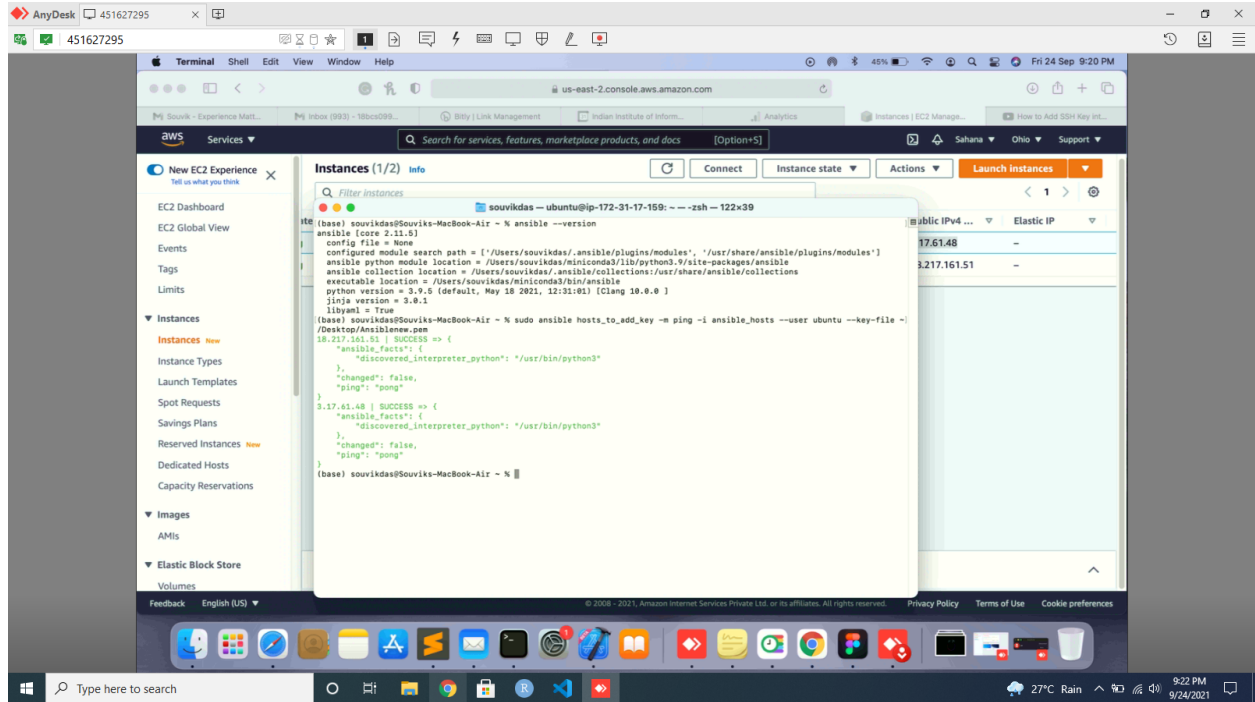 AnyDesk 451627295
451627295 1
Terminal Shell Edit View Window Help 45% Fri 24 Sep 9:20 PM
us-east-2.console.aws.amazon.com
Souvik - Experience Matt... Inbox (993) - 18bcs099... Bitly | Link Management Indian Institute of Inform... Analytics Instances | EC2 Manage... How to Add SSH Key int...
aws Services ▼ Search for services, features, marketplace products, and docs [Option+S] Sahana ▼ Ohio ▼ Support ▼
New EC2 Experience
Tell us what you think
EC2 Dashboard
EC2 Global View
Events
Tags
Limits
▼ Instances
Instances New
Instance Types
Launch Templates
Spot Requests
Savings Plans
Reserved Instances New
Dedicated Hosts
Capacity Reservations
▼ Images
AMIs
▼ Elastic Block Store
Volumes
Instances (1/2) Info Connect Instance state ▼ Actions ▼ Launch instances ▼
Filter instances < 1 >
ublic IPv4 ... Elastic IP
17.61.48 –
3.217.161.51 –
souvikdas — ubuntu@ip-172-31-17-159: ~ — -zsh — 122×39
(base) souvikdas@Souviks-MacBook-Air ~ % ansible --version
ansible [core 2.11.5]
config file = None
configured module search path = ['/Users/souvikdas/.ansible/plugins/modules', '/usr/share/ansible/plugins/modules']
ansible python module location = /Users/souvikdas/miniconda3/lib/python3.9/site-packages/ansible
ansible collection location = /Users/souvikdas/.ansible/collections:/usr/share/ansible/collections
executable location = /Users/souvikdas/miniconda3/bin/ansible
python version = 3.9.5 (default, May 18 2021, 12:31:01) [Clang 10.0.0 ]
jinja version = 3.0.1
libyaml = True
(base) souvikdas@Souviks-MacBook-Air ~ % sudo ansible hosts_to_add_key -m ping -i ansible_hosts --user ubuntu --key-file ~
/Desktop/Ansiblenew.pem
18.217.161.51 | SUCCESS => {
"ansible_facts": {
"discovered_interpreter_python": "/usr/bin/python3"
},
"changed": false,
"ping": "pong"
}
3.17.61.48 | SUCCESS => {
"ansible_facts": {
"discovered_interpreter_python": "/usr/bin/python3"
},
"changed": false,
"ping": "pong"
}
(base) souvikdas@Souviks-MacBook-Air ~ %
Feedback English (US) ▼ © 2008 - 2021, Amazon Internet Services Private Ltd. or its affiliates. All rights reserved. Privacy Policy Terms of Use Cookie preferences
1
Type here to search 27°C Rain 9:22 PM
9/24/2021